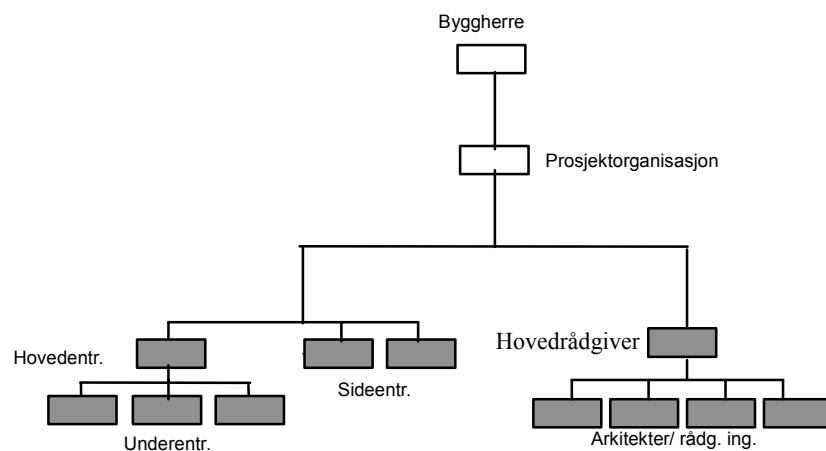 Byggherre
Prosjektorganisasjon
Hovedentr.
Sideentr.
Underentr.
Hovedrådgiver
Arkitekter/ rådg. ing.